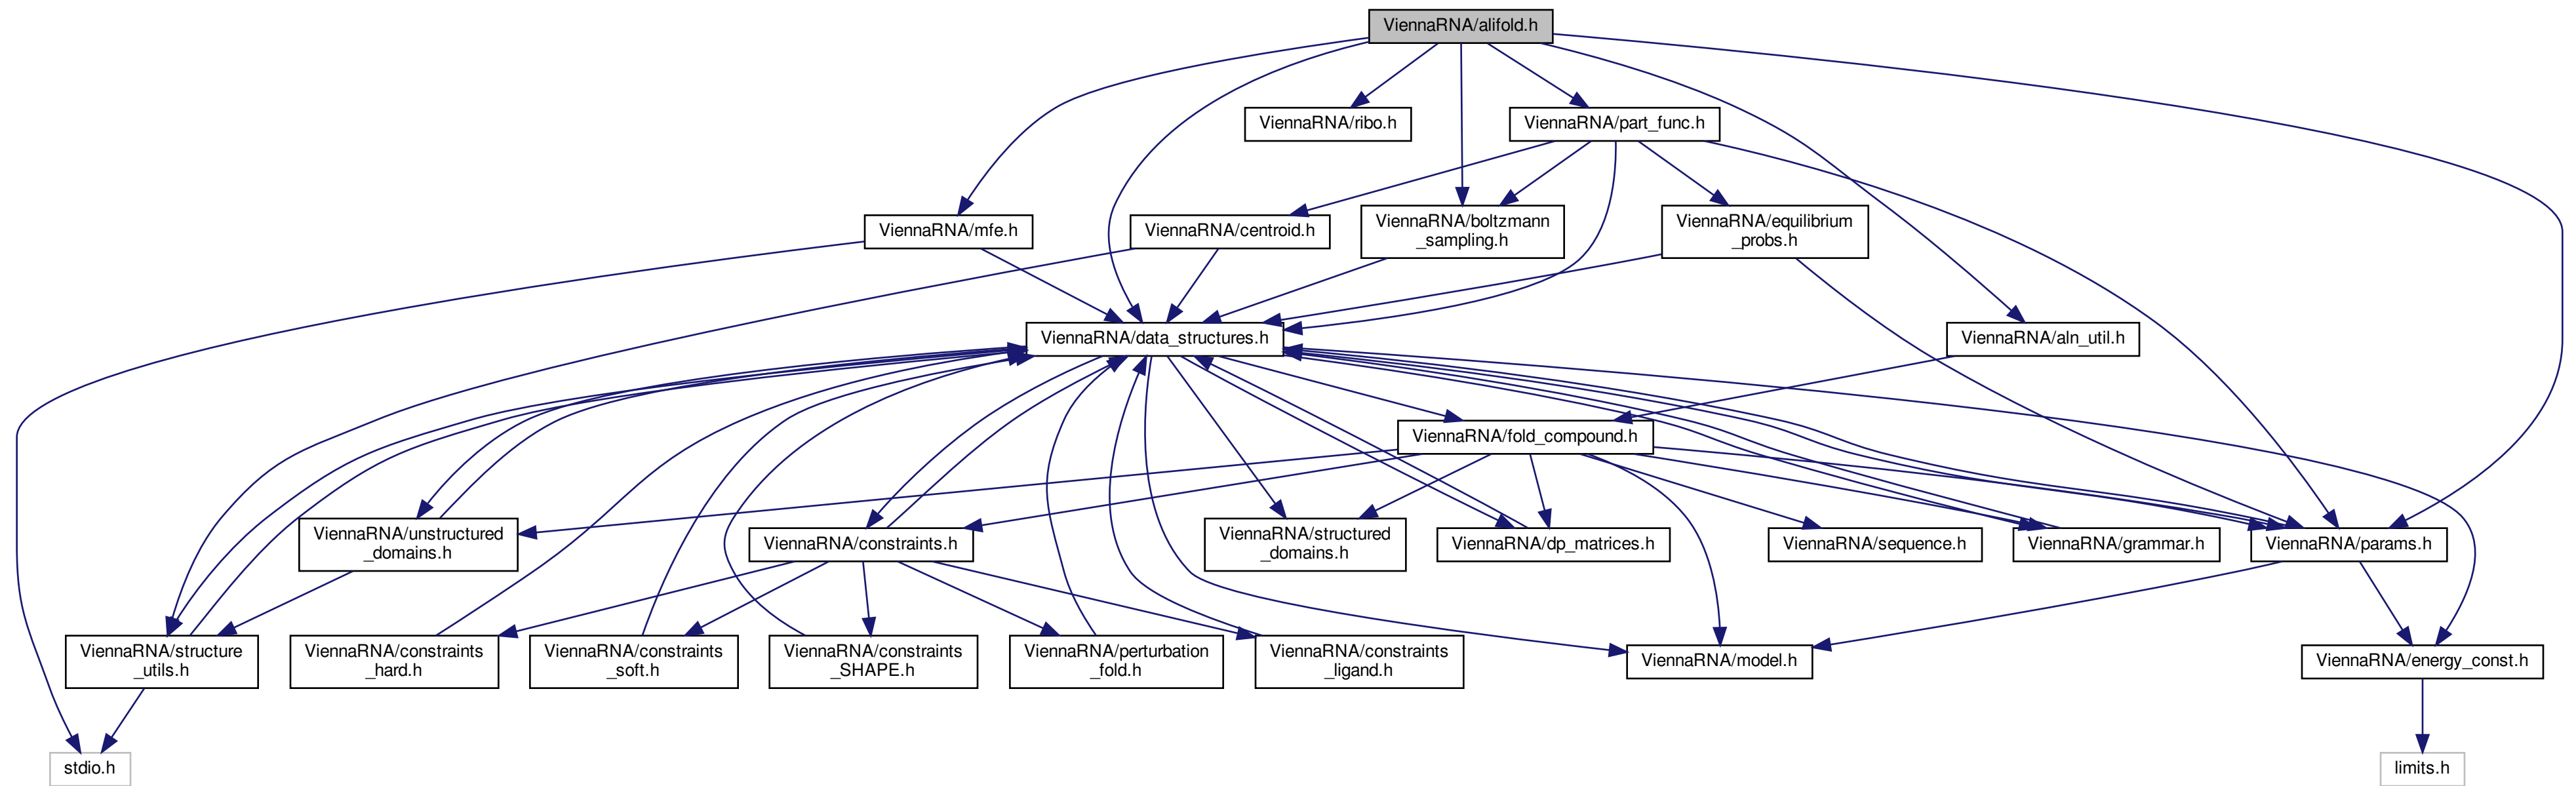 ViennaRNA/alifold.h
ViennaRNA/ribo.h
ViennaRNA/part_func.h
ViennaRNA/mfe.h
ViennaRNA/centroid.h
ViennaRNA/boltzmann
_sampling.h
ViennaRNA/equilibrium
_probs.h
ViennaRNA/data_structures.h
ViennaRNA/aln_util.h
ViennaRNA/fold_compound.h
ViennaRNA/unstructured
_domains.h
ViennaRNA/constraints.h
ViennaRNA/structured
_domains.h
ViennaRNA/dp_matrices.h
ViennaRNA/sequence.h
ViennaRNA/grammar.h
ViennaRNA/params.h
ViennaRNA/structure
_utils.h
ViennaRNA/constraints
_hard.h
ViennaRNA/constraints
_soft.h
ViennaRNA/constraints
_SHAPE.h
ViennaRNA/perturbation
_fold.h
ViennaRNA/constraints
_ligand.h
ViennaRNA/model.h
ViennaRNA/energy_const.h
stdio.h
limits.h